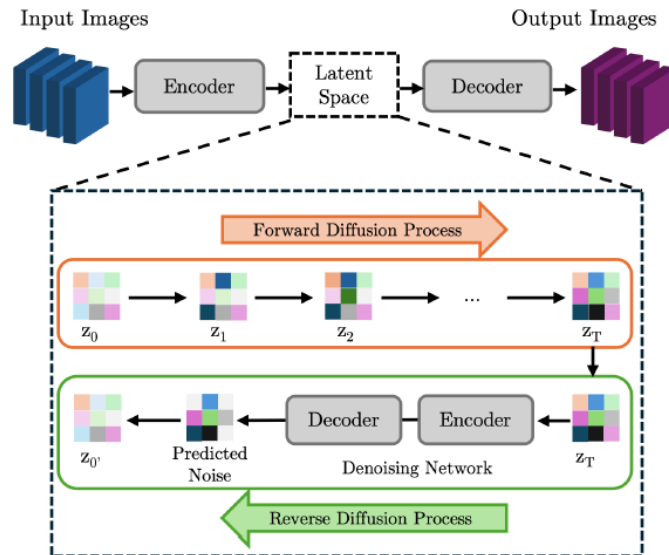 Input Images
Output Images
Encoder
Latent
Space
Decoder
Forward Diffusion Process
z0
z1
z2
...
zT
Decoder
Encoder
z0'
Predicted
Noise
Denoising Network
zT
Reverse Diffusion Process